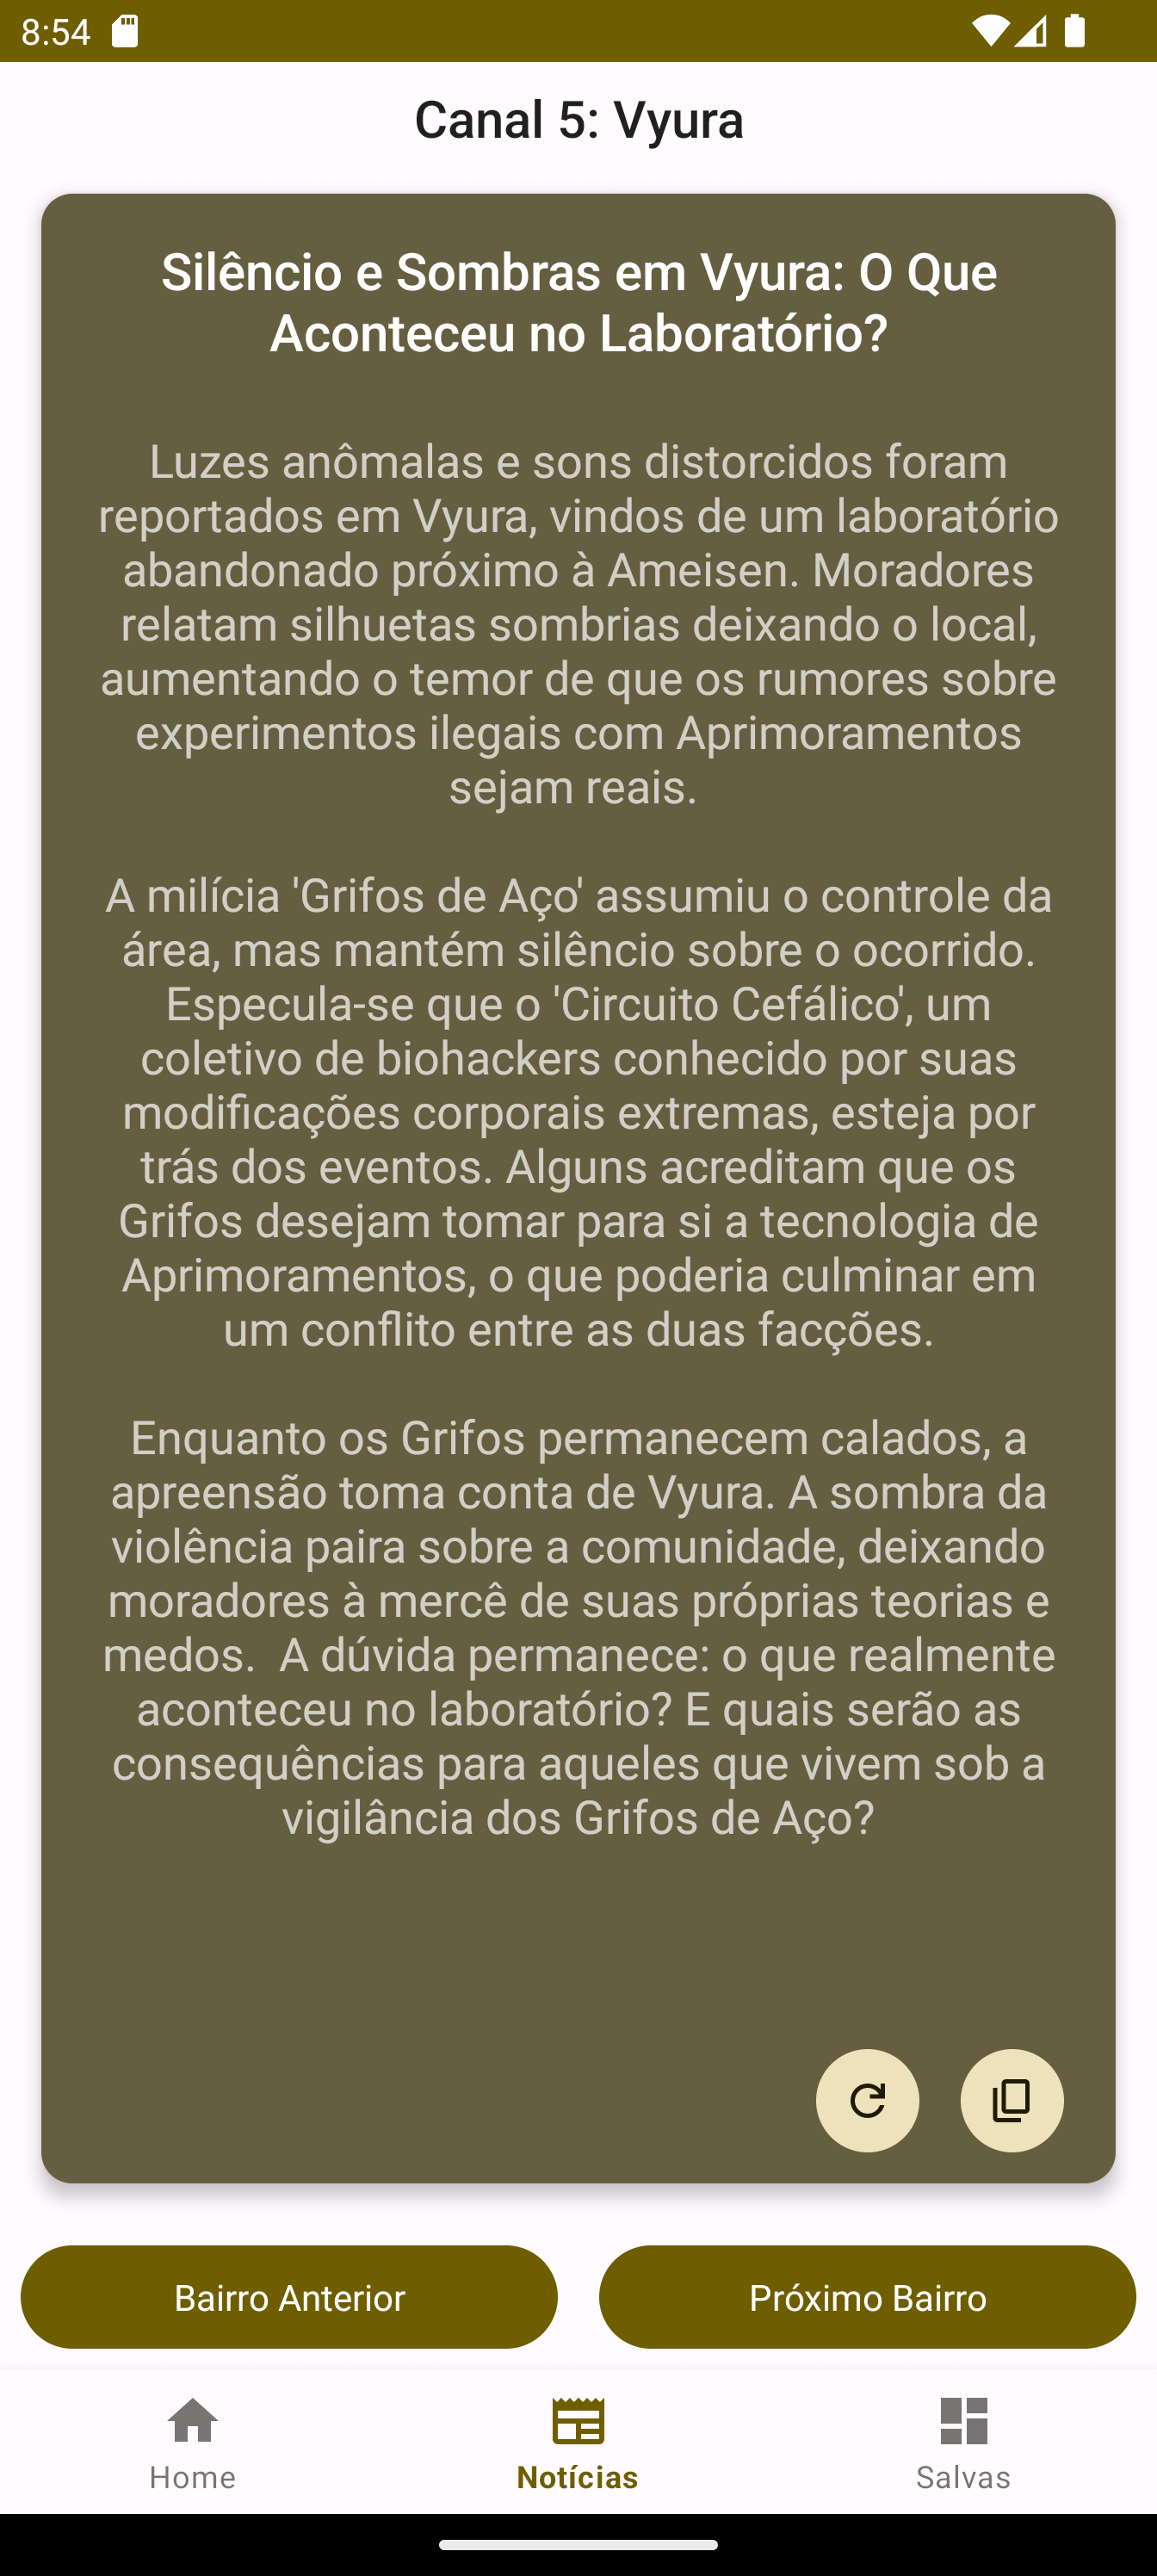 8:54
Canal 5: Vyura
Silêncio e Sombras em Vyura: O Que
Aconteceu no Laboratório?
Luzes anômalas e sons distorcidos foram
reportados em Vyura, vindos de um laboratório
abandonado próximo à Ameisen. Moradores
relatam silhuetas sombrias deixando o local,
aumentando o temor de que os rumores sobre
experimentos ilegais com Aprimoramentos
sejam reais.
A milícia 'Grifos de Aço' assumiu o controle da
área, mas mantém silêncio sobre o ocorrido.
Especula-se que o 'Circuito Cefálico', um
coletivo de biohackers conhecido por suas
modificações corporais extremas, esteja por
trás dos eventos. Alguns acreditam que os
Grifos desejam tomar para si a tecnologia de
Aprimoramentos, o que poderia culminar em
um conflito entre as duas facções.
Enquanto os Grifos permanecem calados, a
apreensão toma conta de Vyura. A sombra da
violência paira sobre a comunidade, deixando
moradores à mercê de suas próprias teorias e
medos.  A dúvida permanece: o que realmente
aconteceu no laboratório? E quais serão as
consequências para aqueles que vivem sob a
vigilância dos Grifos de Aço?
Bairro Anterior
Próximo Bairro
Home
Notícias
Salvas